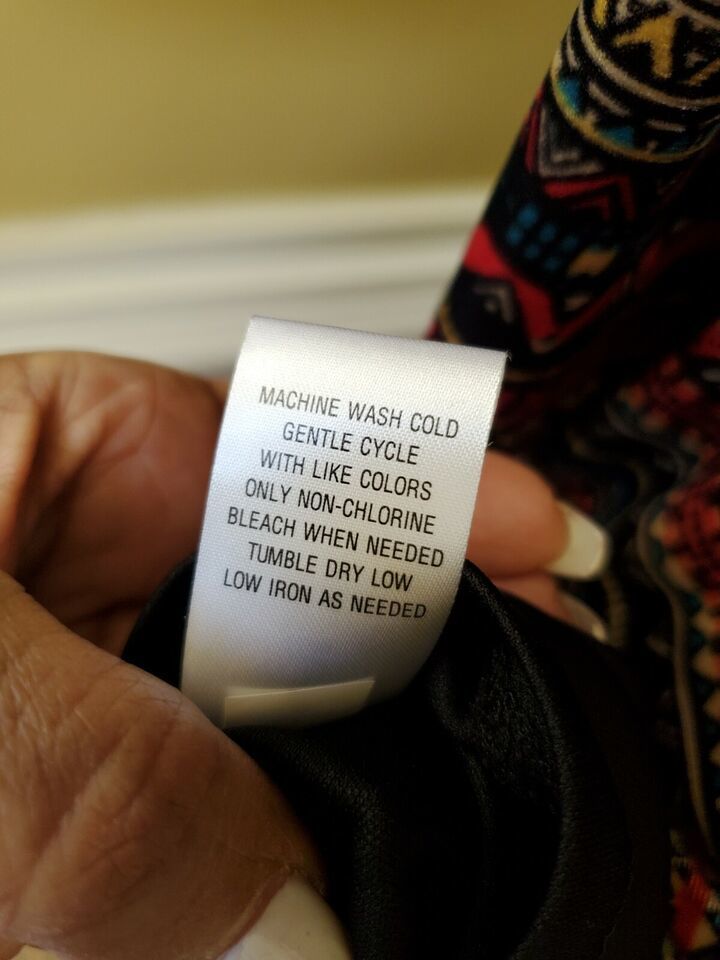 MACHINE WASH COLD
GENTLE CYCLE
WITH LIKE COLORS
ONLY NON-CHLORINE
BLEACH WHEN NEEDED
TUMBLE DRY LOW
LOW IRON AS NEEDED